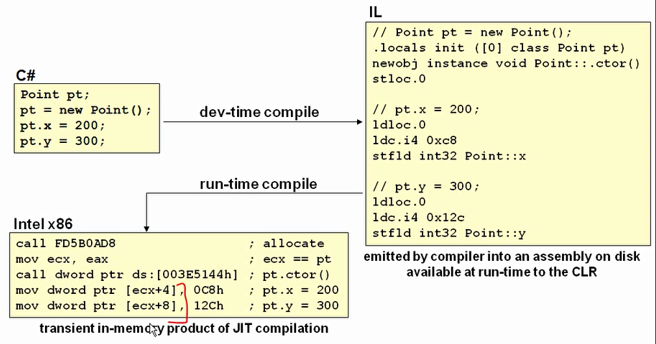 C#
Point pt;
pt = new Point();
pt.x = 200;
pt.y = 300;
dev-time compile
IL
// Point pt = new Point();
.locals init ([0] class Point pt)
newobj instance void Point::.ctor()
stloc.0
// pt.x = 200;
ldloc.0
ldc.i4 0xc8
stfld int32 Point::x
// pt.y = 300;
ldloc.0
ldc.i4 0x12c
stfld int32 Point::y
emitted by compiler into an assembly on disk
available at run-time to the CLR
run-time compile
Intel x86
call FD5B0AD8 ; allocate
mov ecx, eax ; ecx == pt
call dword ptr ds:[003E5144h] ; pt.ctor()
mov dword ptr [ecx+4], 0C8h ; pt.x = 200
mov dword ptr [ecx+8], 12Ch ; pt.y = 300
transient in-memory product of JIT compilation